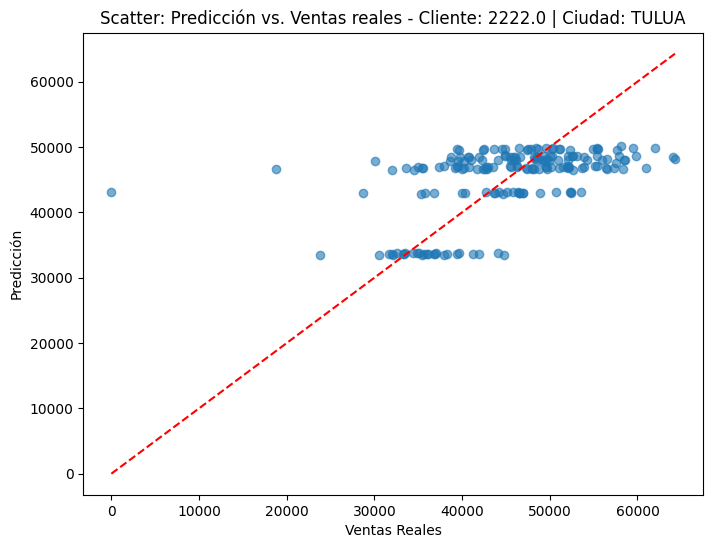 Scatter: Predicción vs. Ventas reales - Cliente: 2222.0 | Ciudad: TULUA
60000
50000
40000
30000
20000
10000
0
Predicción
0 10000 20000 30000 40000 50000 60000
Ventas Reales